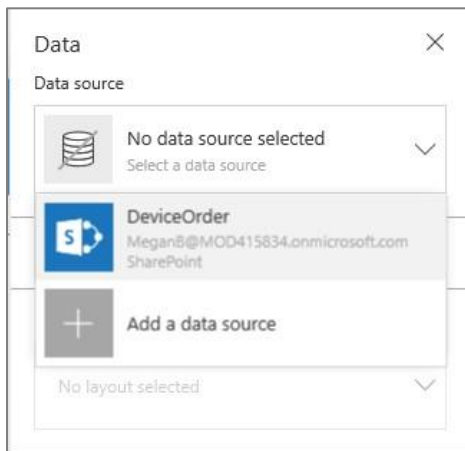 Data
Data source
No data source selected
Select a data source
DeviceOrder
MeganB@MOD415834.onmicrosoft.com
SharePoint
Add a data source
No layout selected